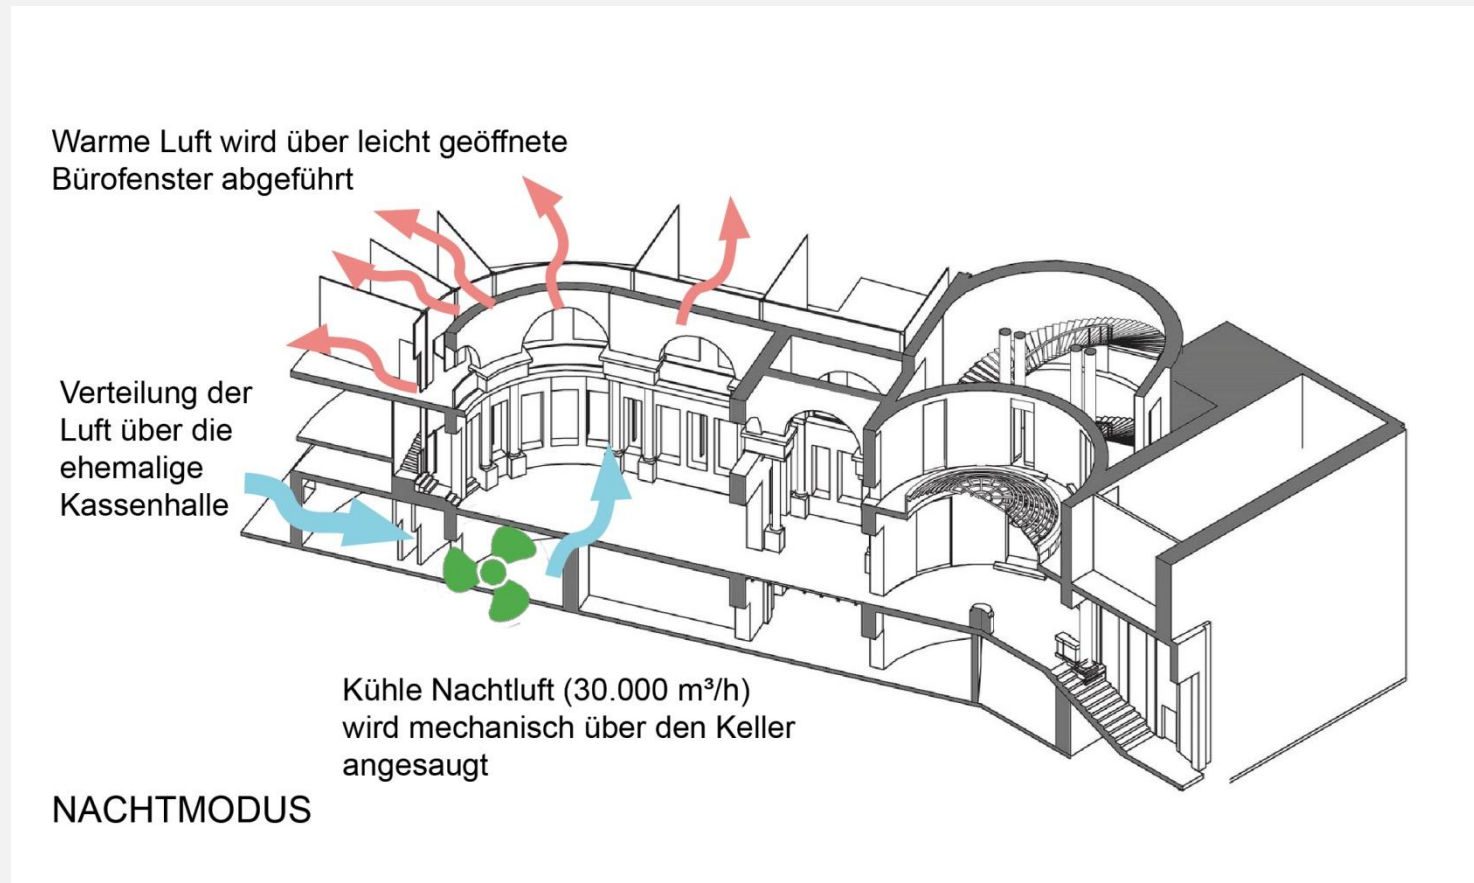 Warme Luft wird über leicht geöffnete
Bürofenster abgeführt
Verteilung der
Luft über die
ehemalige
Kassenhalle
Kühle Nachtluft (30.000 m³/h)
wird mechanisch über den Keller
angesaugt
NACHTMODUS